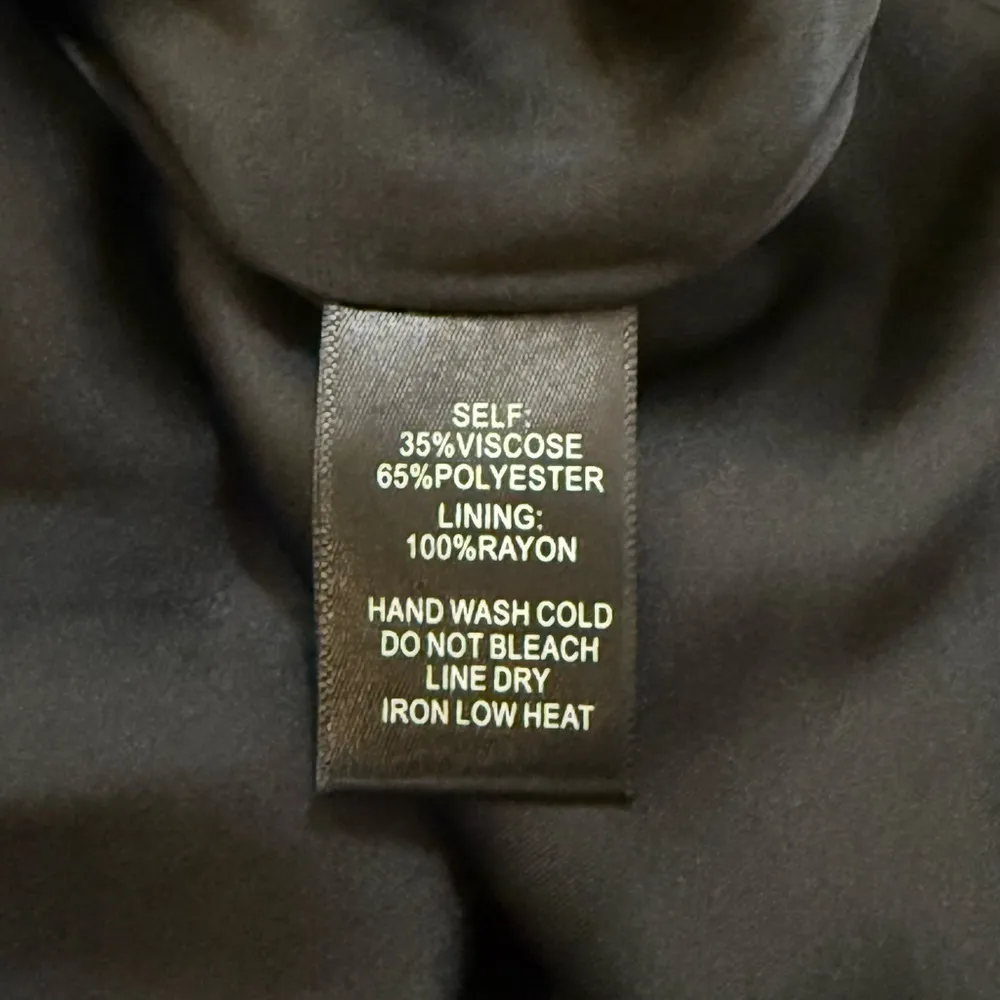 SELF:
35%VISCOSE
65%POLYESTER
LINING:
100%RAYON
HAND WASH COLD
DO NOT BLEACH
LINE DRY
IRON LOW HEAT